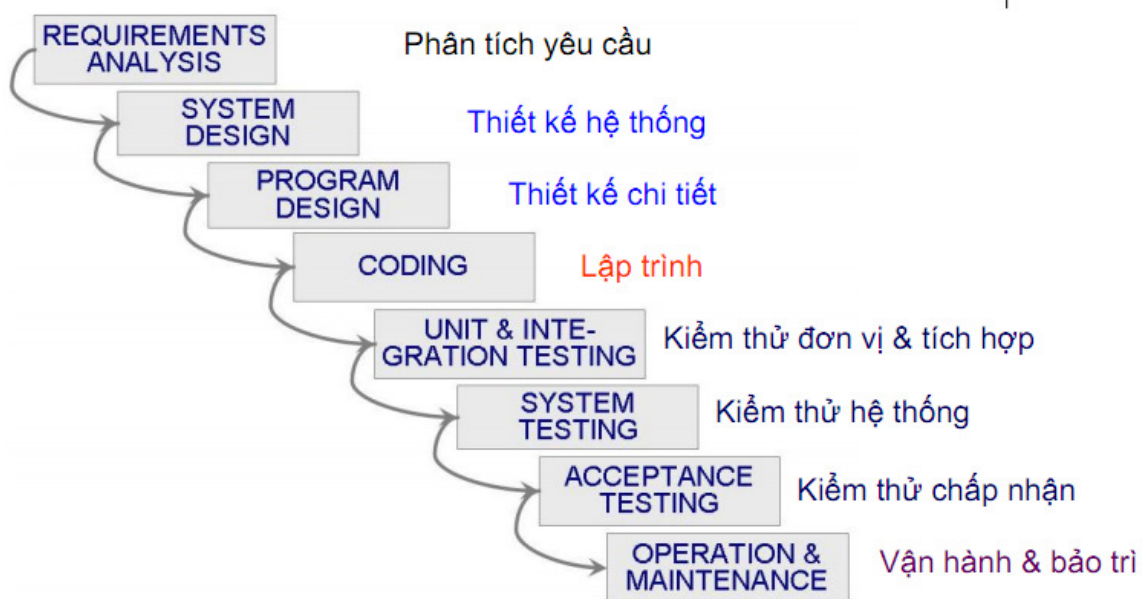 REQUIREMENTS
ANALYSIS
Phân tích yêu cầu
SYSTEM
DESIGN
Thiết kế hệ thống
PROGRAM
DESIGN
Thiết kế chi tiết
CODING
Lập trình
UNIT & INTE-
GRATION TESTING
Kiểm thử đơn vị & tích hợp
SYSTEM
TESTING
Kiểm thử hệ thống
ACCEPTANCE
TESTING
Kiểm thử chấp nhận
OPERATION &
MAINTENANCE
Vận hành & bảo trì